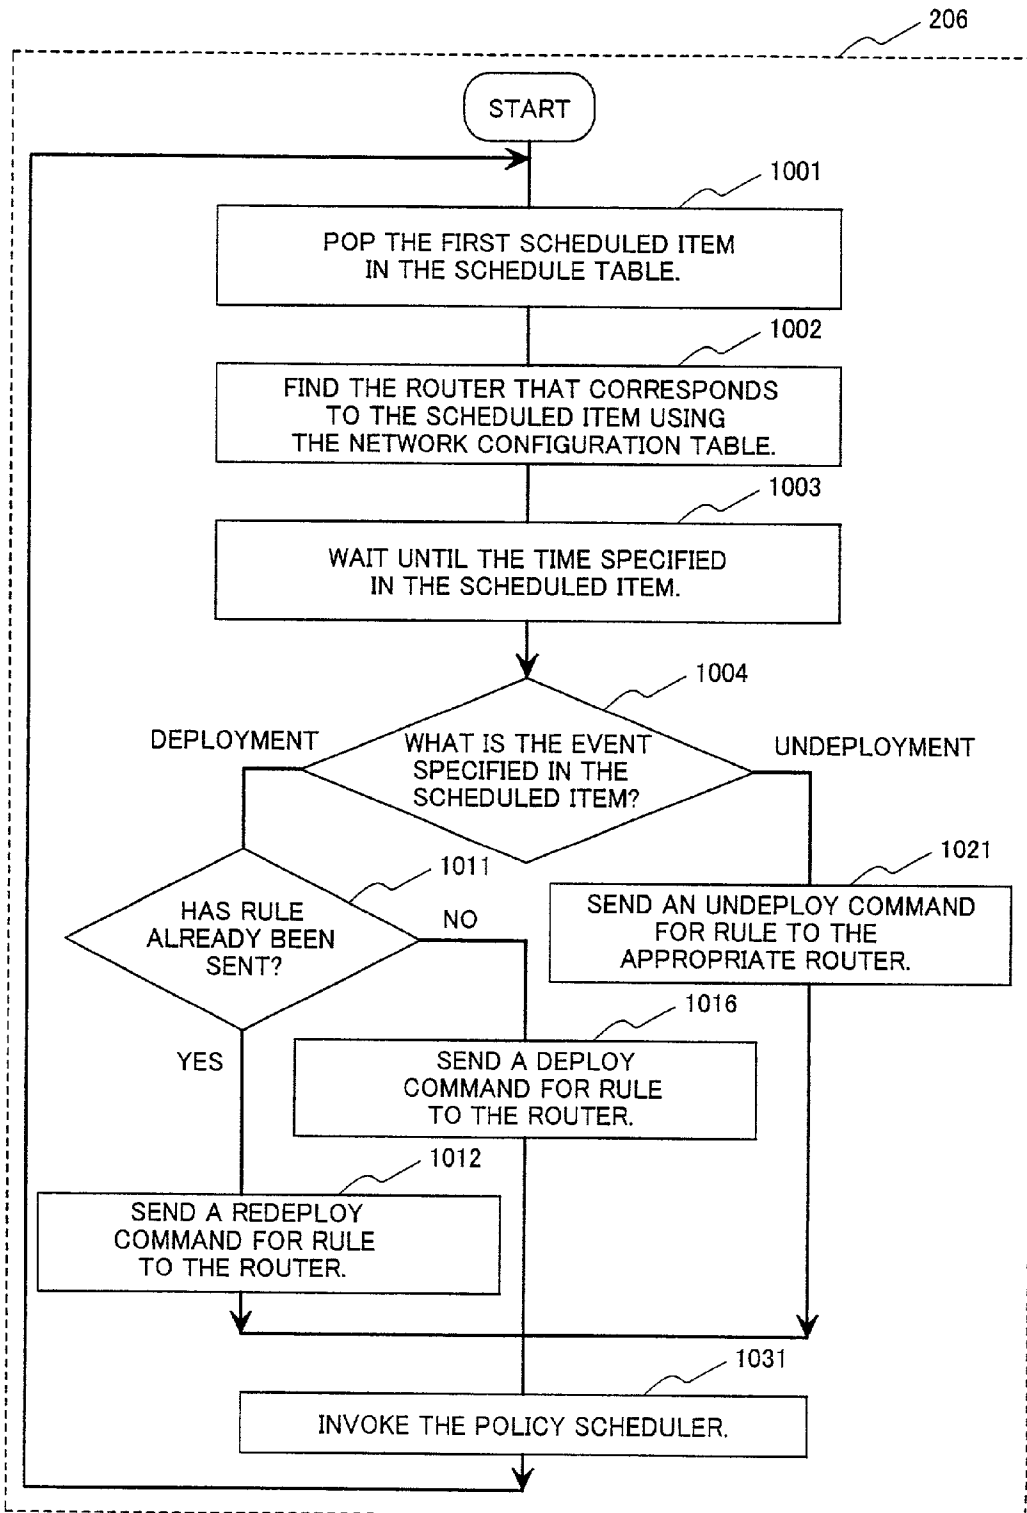 206
START
1001
POP THE FIRST SCHEDULED ITEM
IN THE SCHEDULE TABLE.
1002
FIND THE ROUTER THAT CORRESPONDS
TO THE SCHEDULED ITEM USING
THE NETWORK CONFIGURATION TABLE.
1003
WAIT UNTIL THE TIME SPECIFIED
IN THE SCHEDULED ITEM.
1004
DEPLOYMENT
WHAT IS THE EVENT
SPECIFIED IN THE
SCHEDULED ITEM?
UNDEPLOYMENT
1011
HAS RULE
ALREADY BEEN
SENT?
NO
YES
1021
SEND AN UNDEPLOY COMMAND
FOR RULE TO THE
APPROPRIATE ROUTER.
1016
SEND A DEPLOY
COMMAND FOR RULE
TO THE ROUTER.
1012
SEND A REDEPLOY
COMMAND FOR RULE
TO THE ROUTER.
1031
INVOKE THE POLICY SCHEDULER.